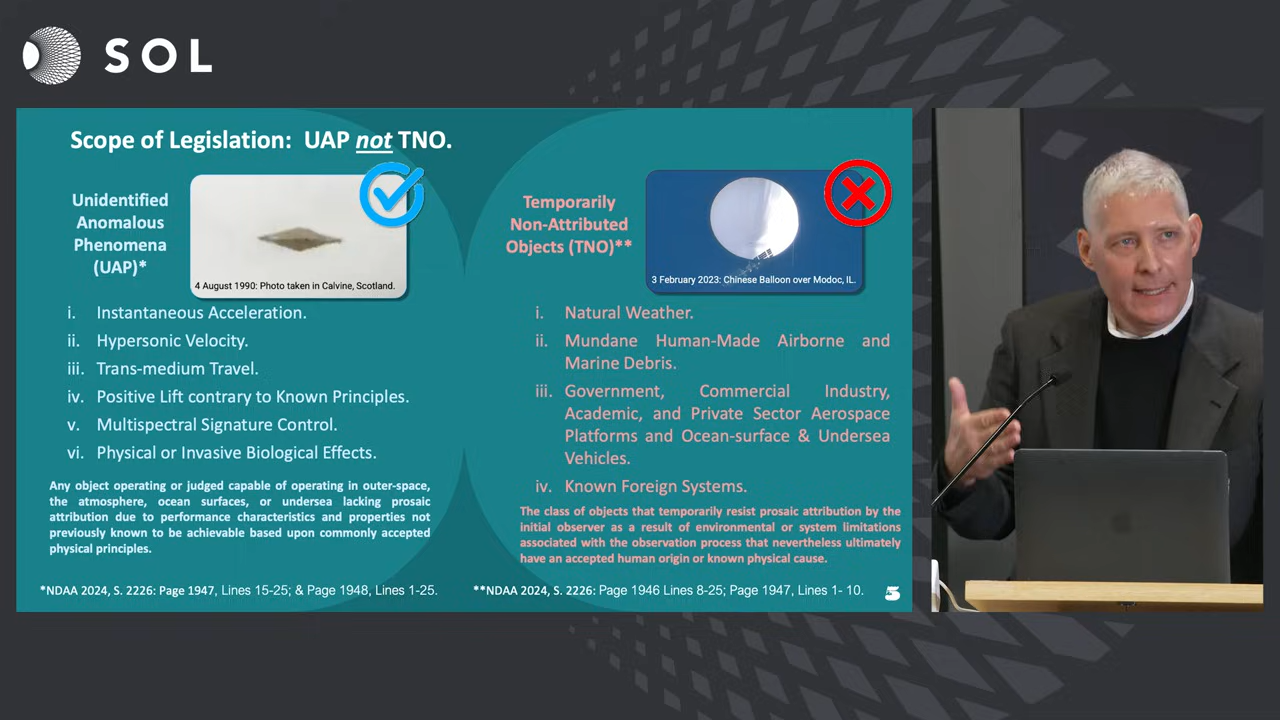 SOL
Scope of Legislation: UAP not TNO.
Unidentified
Anomalous
Phenomena
(UAP)*
4 August 1990: Photo taken in Calvine, Scotland.
i. Instantaneous Acceleration.
ii. Hypersonic Velocity.
iii. Trans-medium Travel.
iv. Positive Lift contrary to Known Principles.
v. Multispectral Signature Control.
vi. Physical or Invasive Biological Effects.
Any object operating or judged capable of operating in outer-space,
the atmosphere, ocean surfaces, or undersea lacking prosaic
attribution due to performance characteristics and properties not
previously known to be achievable based upon commonly accepted
physical principles.
*NDAA 2024, S. 2226: Page 1947, Lines 15-25; & Page 1948, Lines 1-25.
Temporarily
Non-Attributed
Objects (TNO)**
3 February 2023: Chinese Balloon over Modoc, IL.
i. Natural Weather.
ii. Mundane Human-Made Airborne and
Marine Debris.
iii. Government, Commercial Industry,
Academic, and Private Sector Aerospace
Platforms and Ocean-surface & Undersea
Vehicles.
iv. Known Foreign Systems.
The class of objects that temporarily resist prosaic attribution by the
initial observer as a result of environmental or system limitations
associated with the observation process that nevertheless ultimately
have an accepted human origin or known physical cause.
**NDAA 2024, S. 2226: Page 1946 Lines 8-25; Page 1947, Lines 1- 10.
5